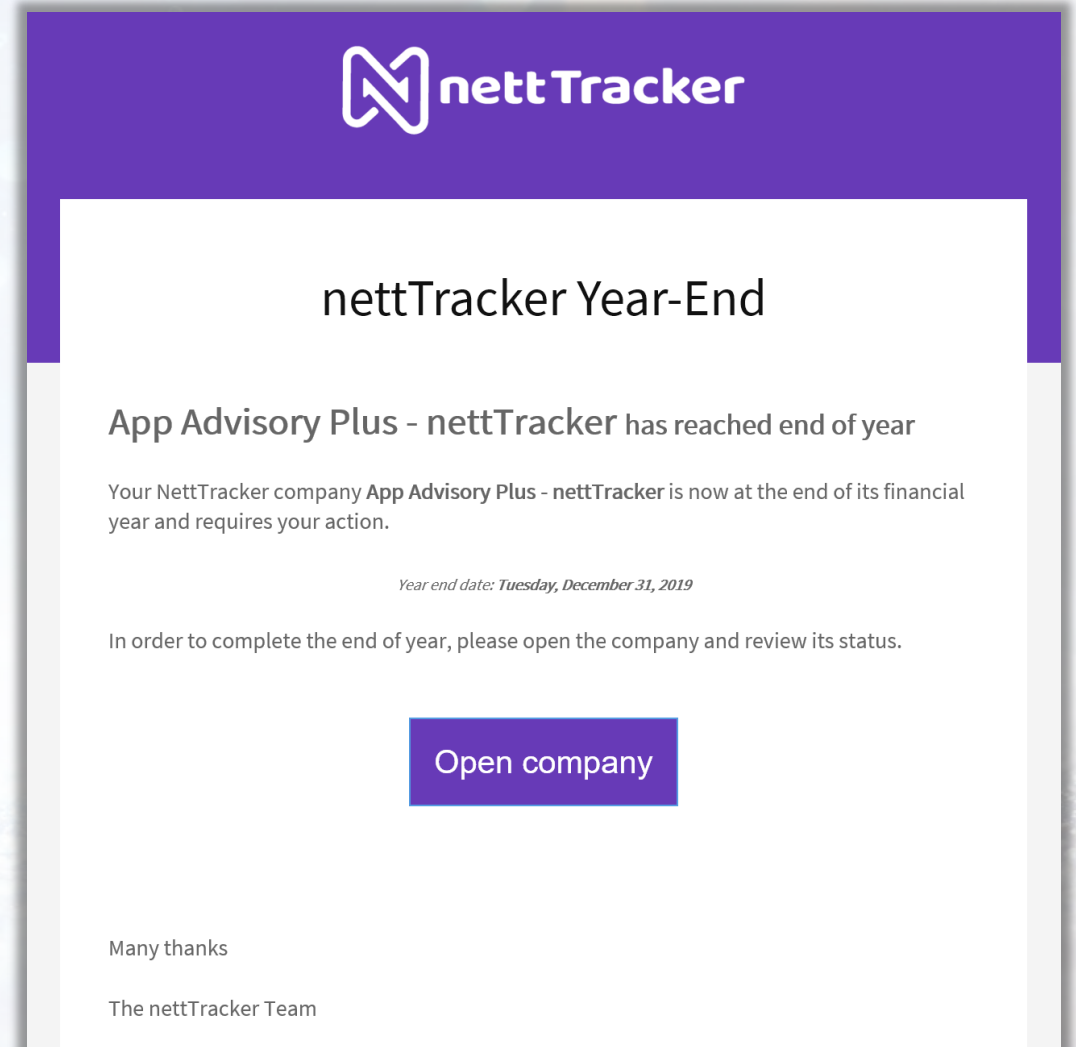 nettTracker
nettTracker Year-End
App Advisory Plus - nettTracker has reached end of year
Your NettTracker company App Advisory Plus - nettTracker is now at the end of its financial
year and requires your action.
Year end date: Tuesday, December 31, 2019
In order to complete the end of year, please open the company and review its status.
Open company
Many thanks
The nettTracker Team